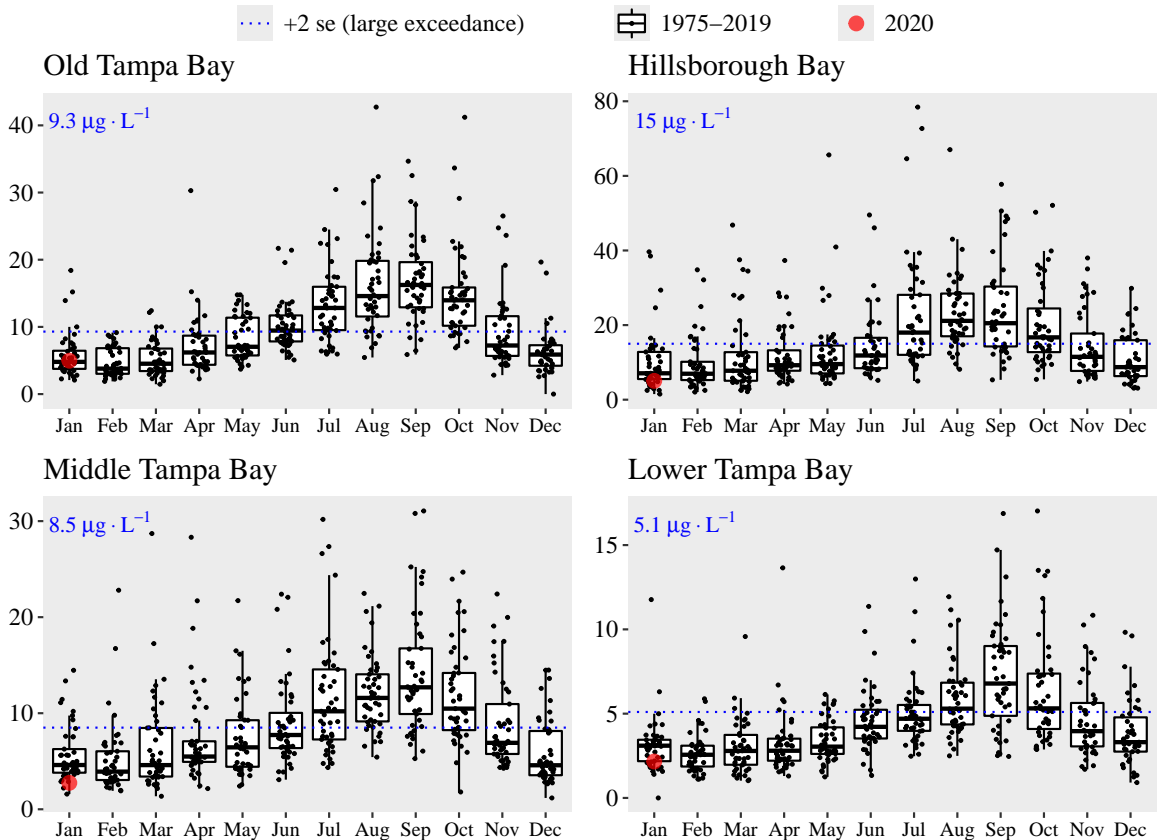 +2 se (large exceedance) 1975–2019 2020
Old Tampa Bay
9.3 μg · L⁻¹
40
30
20
10
0
Jan Feb Mar Apr May Jun Jul Aug Sep Oct Nov Dec
Hillsborough Bay
15 μg · L⁻¹
80
60
40
20
0
Jan Feb Mar Apr May Jun Jul Aug Sep Oct Nov Dec
Middle Tampa Bay
8.5 μg · L⁻¹
30
20
10
0
Jan Feb Mar Apr May Jun Jul Aug Sep Oct Nov Dec
Lower Tampa Bay
5.1 μg · L⁻¹
15
10
5
0
Jan Feb Mar Apr May Jun Jul Aug Sep Oct Nov Dec